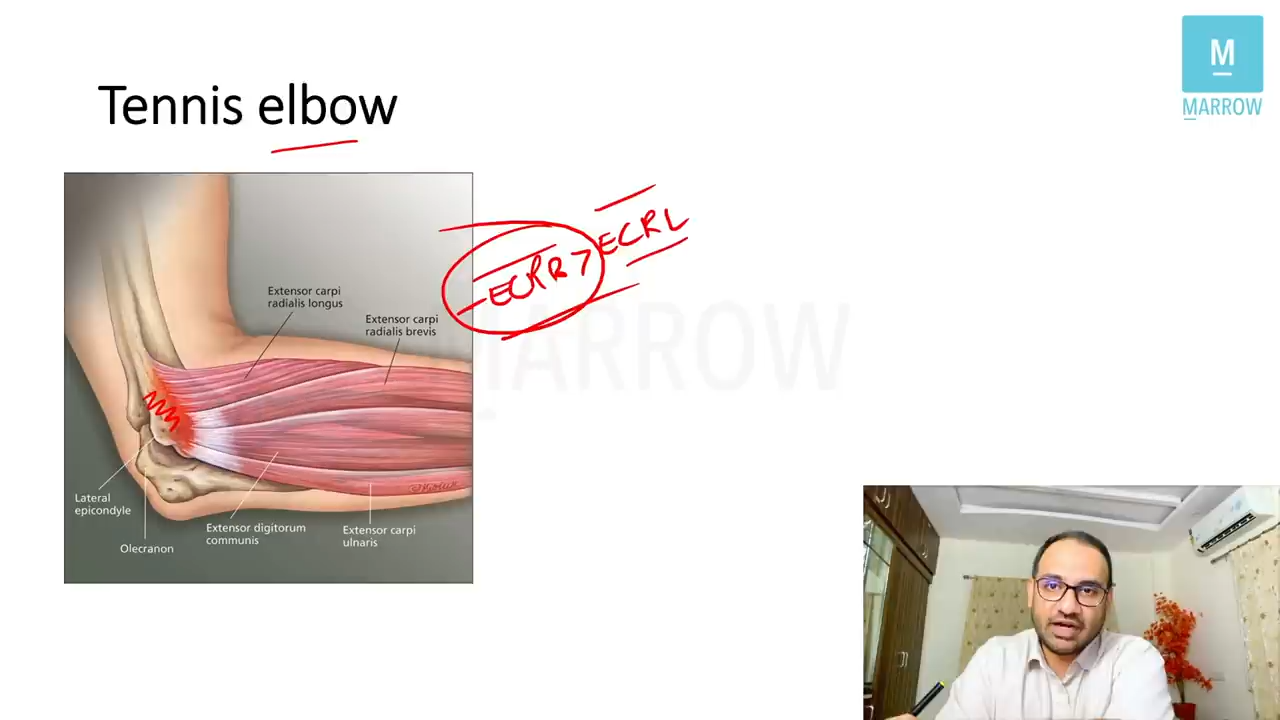 M
MARROW
Tennis elbow
ECRB > ECRL
Extensor carpi
radialis longus
Extensor carpi
radialis brevis
MARROW
Lateral
epicondyle
Olecranon
Extensor digitorum
communis
Extensor carpi
ulnaris